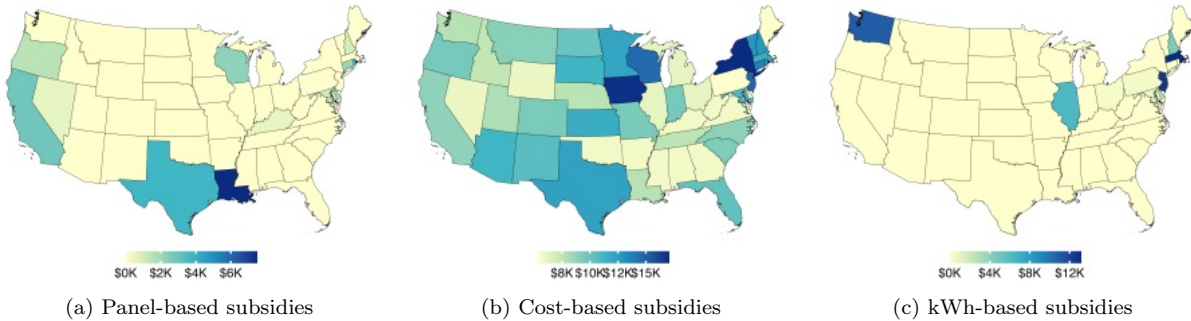 $0K $2K $4K $6K
$8K $10K $12K $15K
$0K $4K $8K $12K
(a) Panel-based subsidies
(b) Cost-based subsidies
(c) kWh-based subsidies